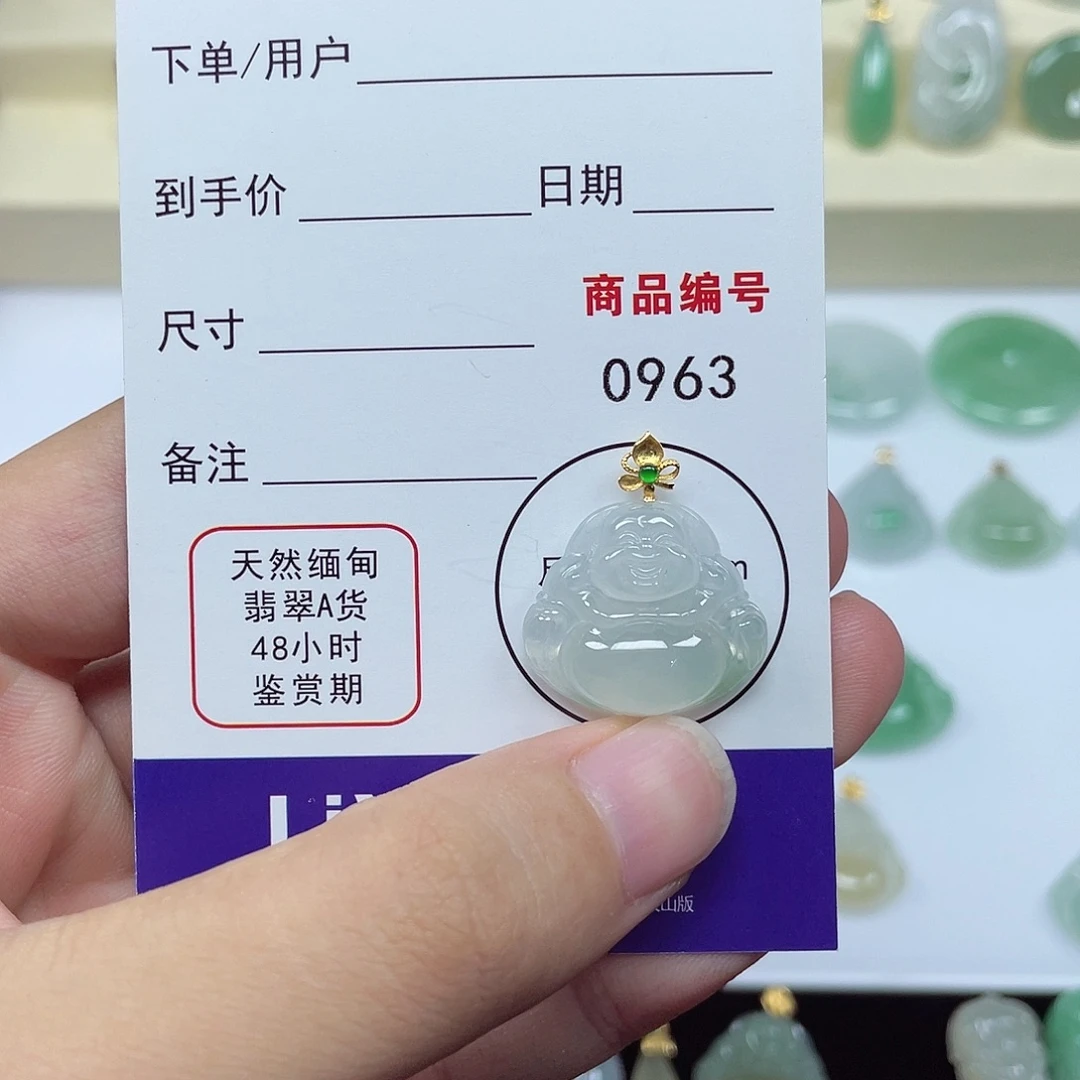 下单/用户
到手价 日期
商品编号
尺寸
0963
备注
天然缅甸
翡翠A货
48小时
鉴赏期